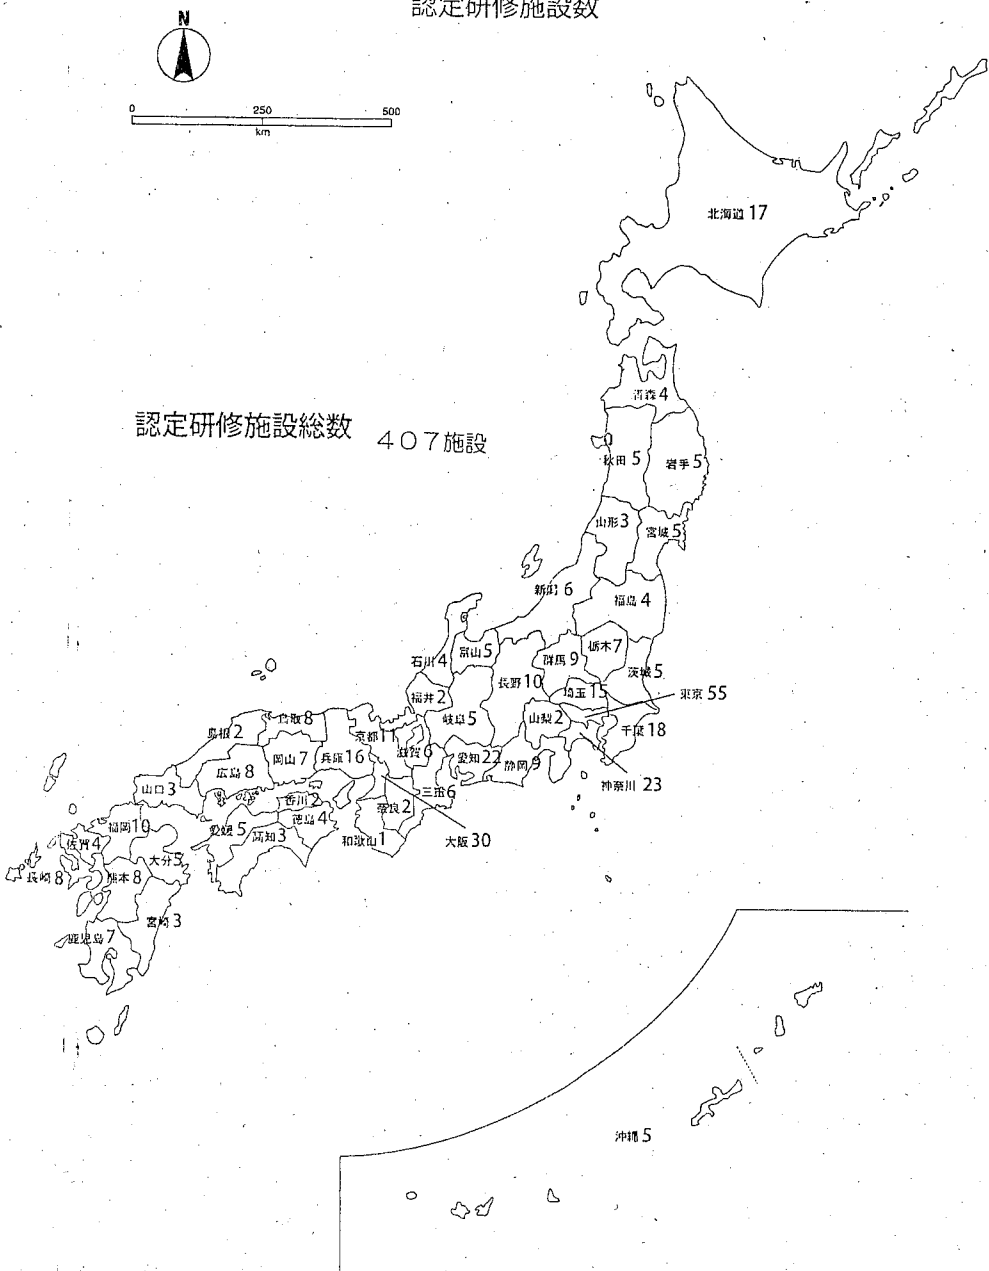 認定研修施設数
N
0 250 500
km
北海道 17
青森 4
認定研修施設総数 407施設
秋田 5
岩手 5
山形 3
宮城 5
新潟 6
福島 4
石川 4
富山 5
群馬 9
栃木 7
茨城 5
福井 2
長野 10
埼玉 15
東京 55
岐阜 5
山梨 2
千葉 18
島根 2
鳥取 8
京都 11
滋賀 6
愛知 22
静岡 9
神奈川 23
広島 8
岡山 7
兵庫 16
三重 6
山口 3
香川 2
奈良 2
徳島 4
福岡 10
愛媛 5
高知 3
和歌山 1
大阪 30
佐賀 4
大分 5
長崎 8
熊本 8
宮崎 3
鹿児島 7
沖縄 5